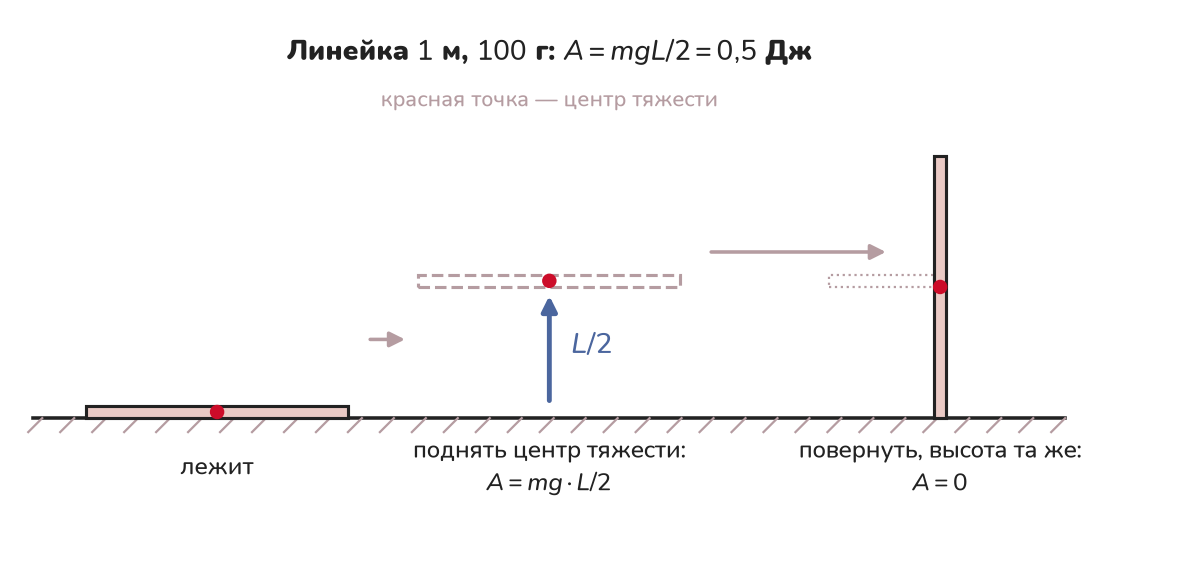 Линейка 1 м, 100 г: A = mgL/2 = 0,5 Дж
красная точка — центр тяжести
L/2
лежит
поднять центр тяжести:
A = mg · L/2
повернуть, высота та же:
A = 0